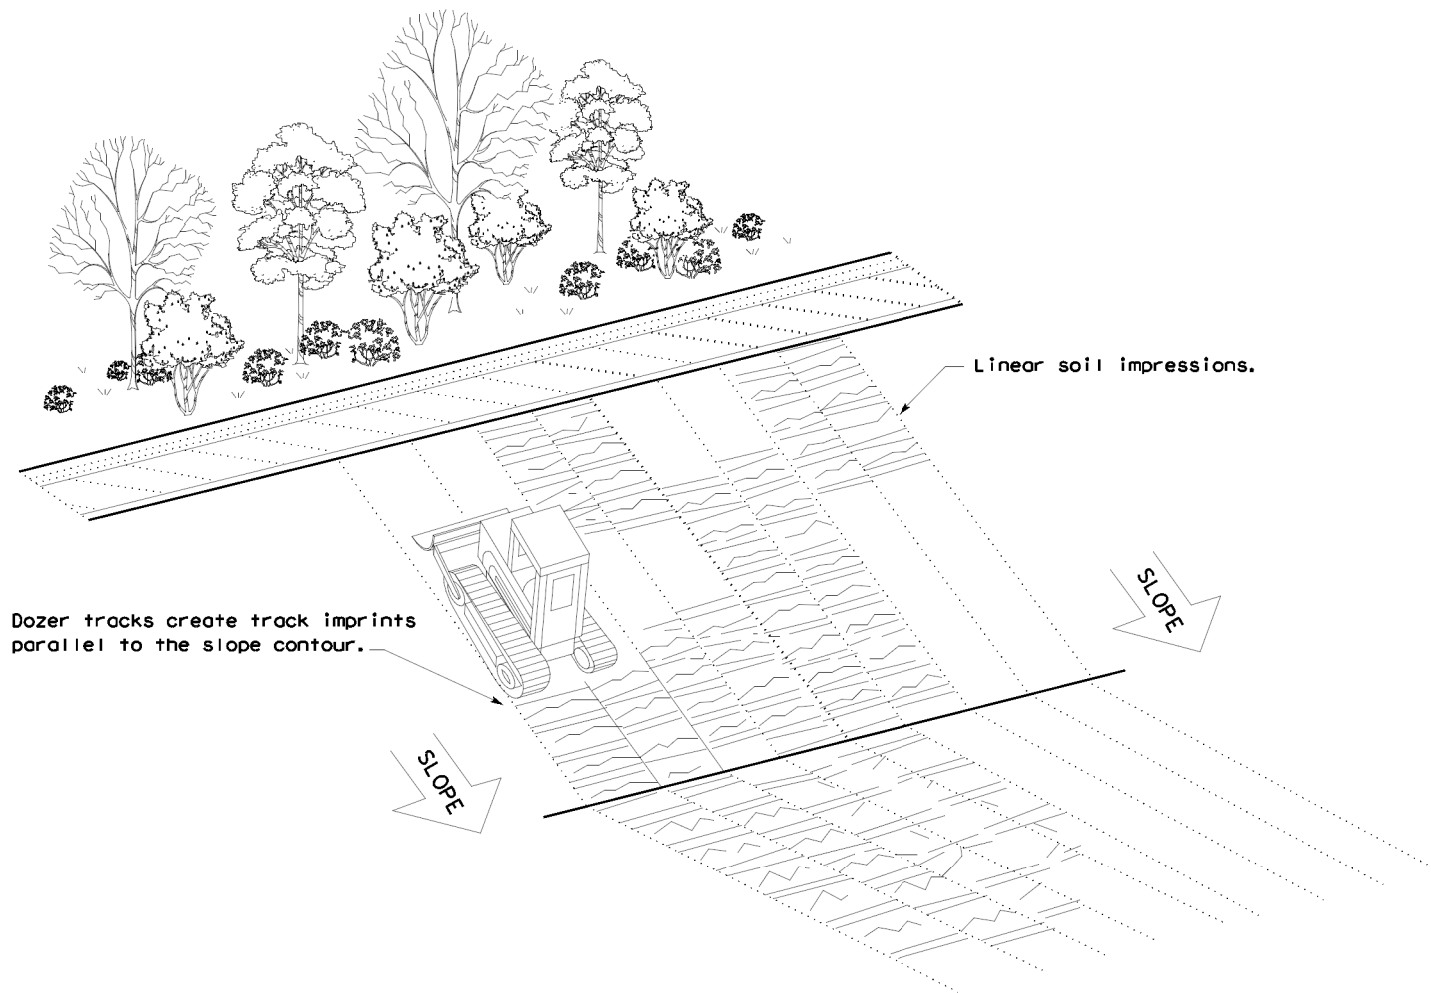 Linear soil impressions.
SLOPE
Dozer tracks create track imprints
parallel to the slope contour.
SLOPE